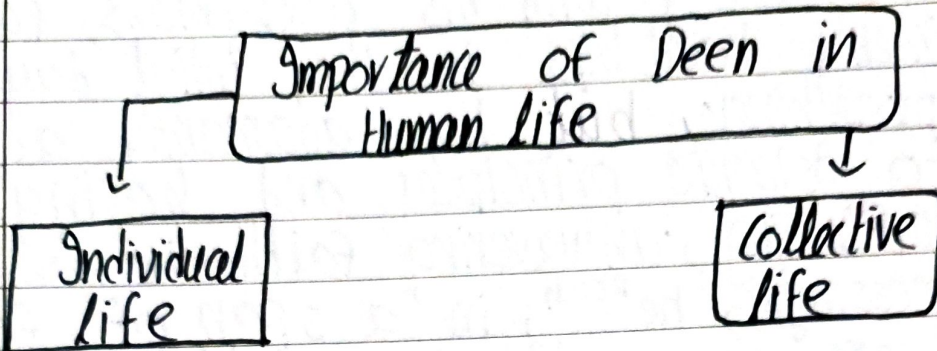 Importance of Deen in
Human life
Individual
life
Collective
life